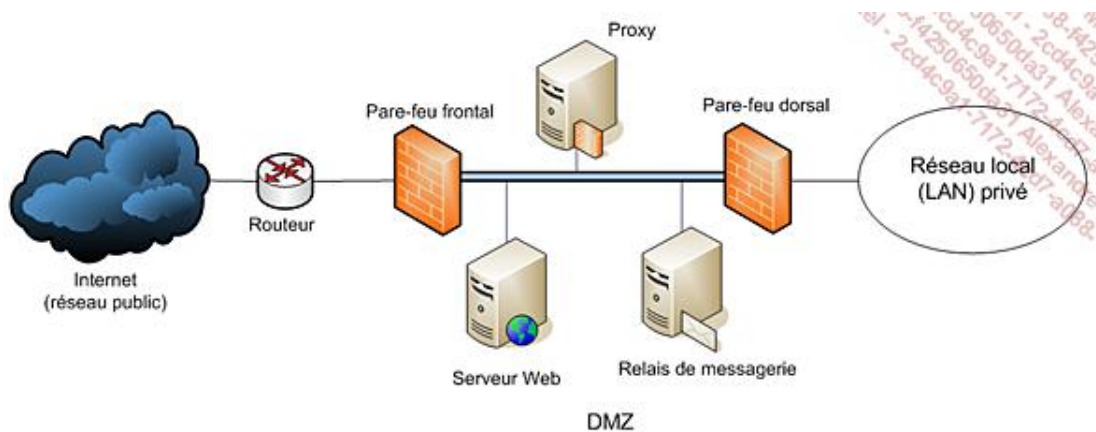 Proxy
Pare-feu frontal
Pare-feu dorsal
Réseau local
(LAN) privé
Routeur
Internet
(réseau public)
Serveur Web
Relais de messagerie
DMZ